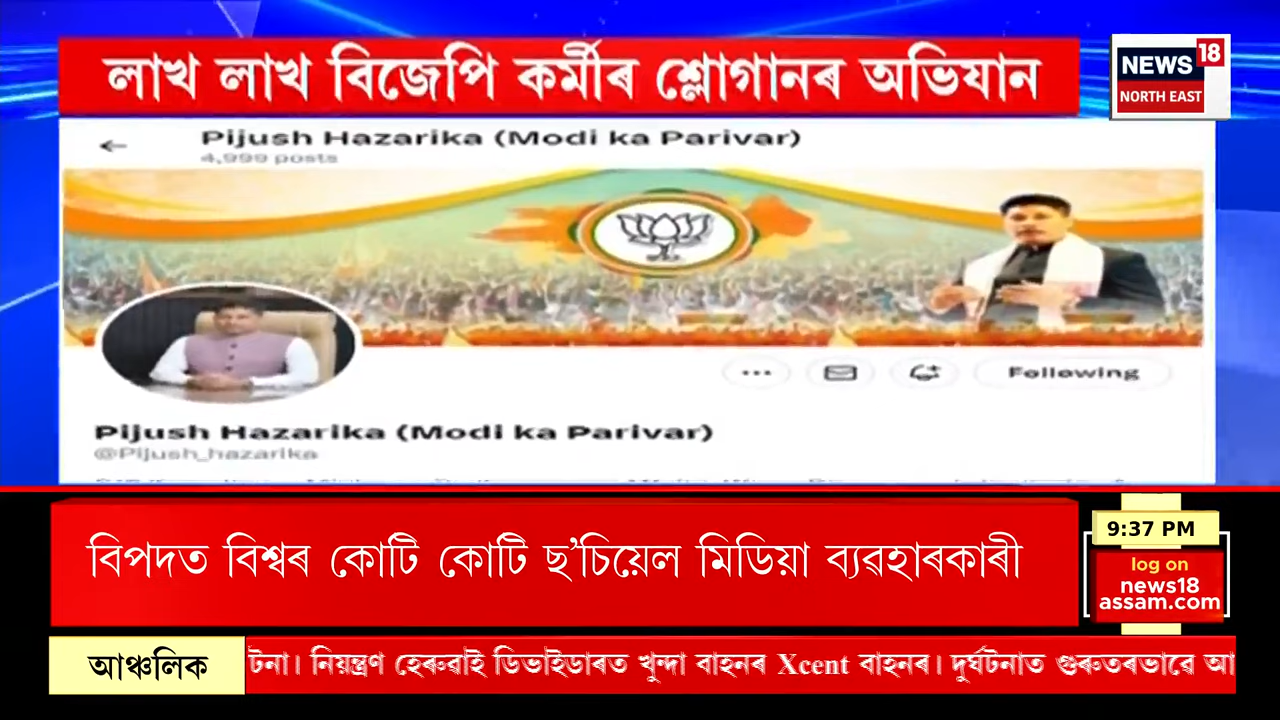 লাখ লাখ বিজেপি কৰ্মীৰ শ্লোগানৰ অভিযান
NEWS 18
NORTH EAST
Pijush Hazarika (Modi ka Parivar)
4,999 posts
Following
Pijush Hazarika (Modi ka Parivar)
@Pijush_hazarika
বিপদত বিশ্বৰ কোটি কোটি ছ'চিয়েল মিডিয়া ব্যৱহাৰকাৰী
9:37 PM
log on
news18
assam.com
আঞ্চলিক
টনা। নিয়ন্ত্ৰণ হেৰুৱাই ডিভাইডাৰত খুন্দা বাহনৰ Xcent বাহনৰ। দুৰ্ঘটনাত গুৰুতৰভাৱে আ